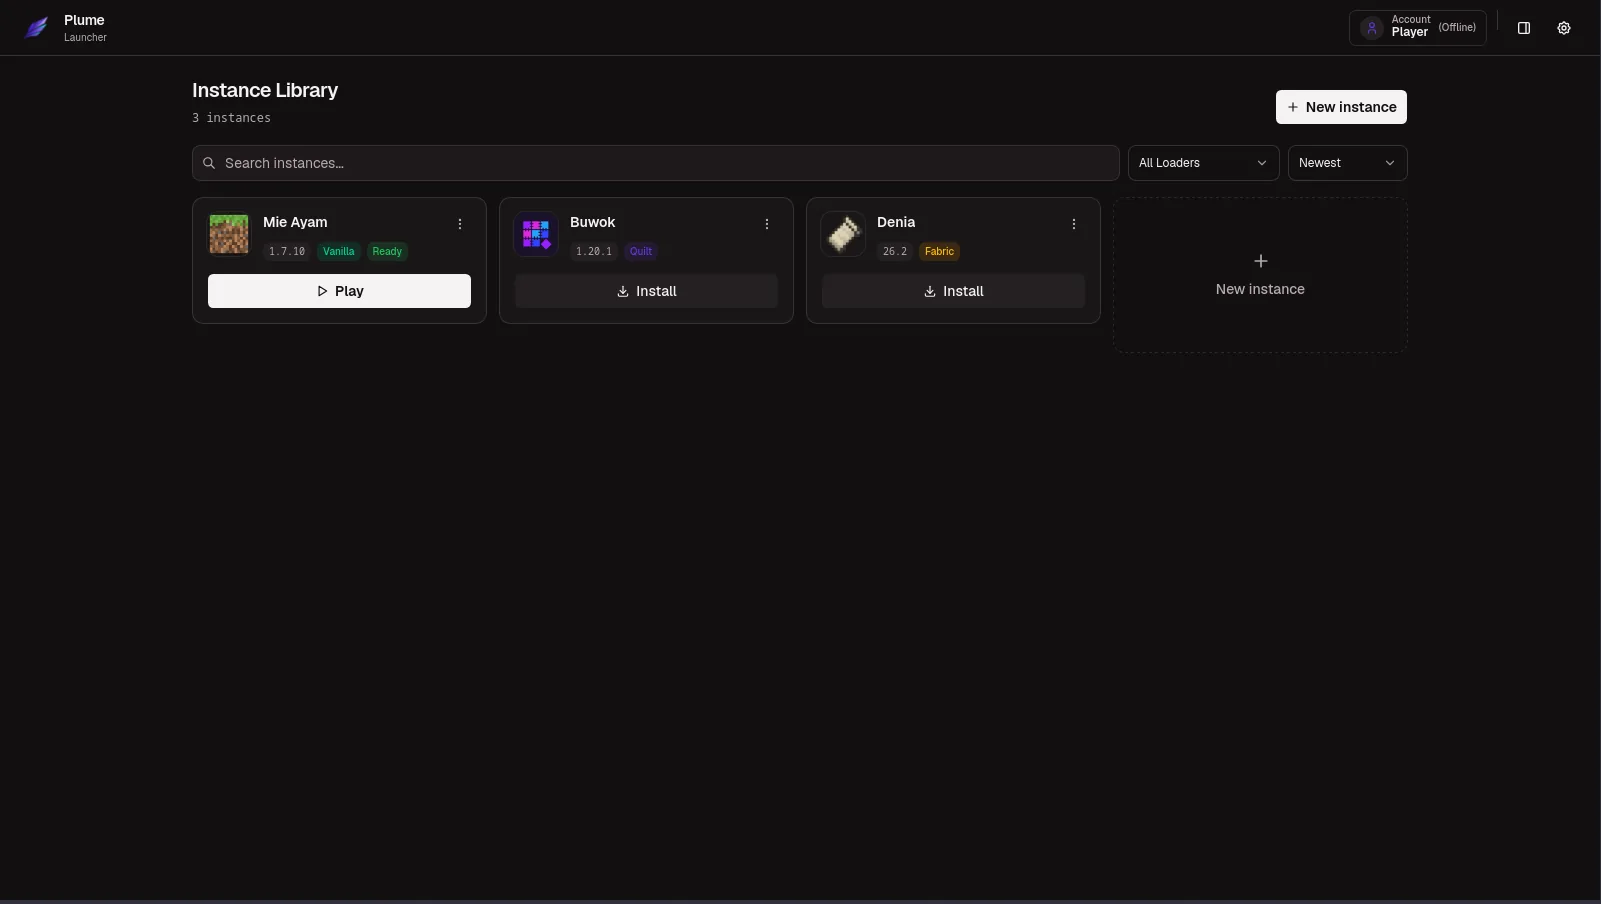 Plume
Launcher
Account
Player (Offline)
Instance Library
3 instances
New instance
Search instances...
All Loaders
Newest
Mie Ayam
1.7.10 Vanilla Ready
Play
Buwok
1.20.1 Quilt
Install
Denia
26.2 Fabric
Install
New instance